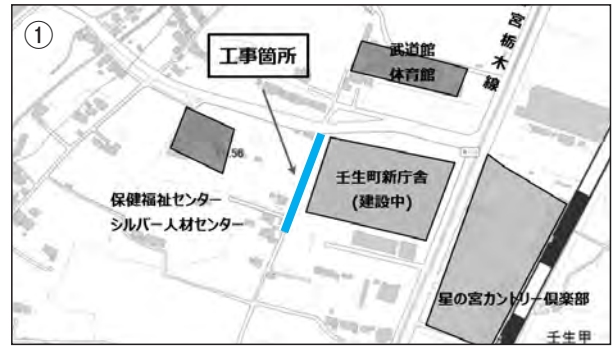 ①
工事箇所
武道館
体育館
宮栃木線
.56
保健福祉センター
シルバー人材センター
壬生町新庁舎
(建設中)
星の宮カントリー倶楽部
壬生甲